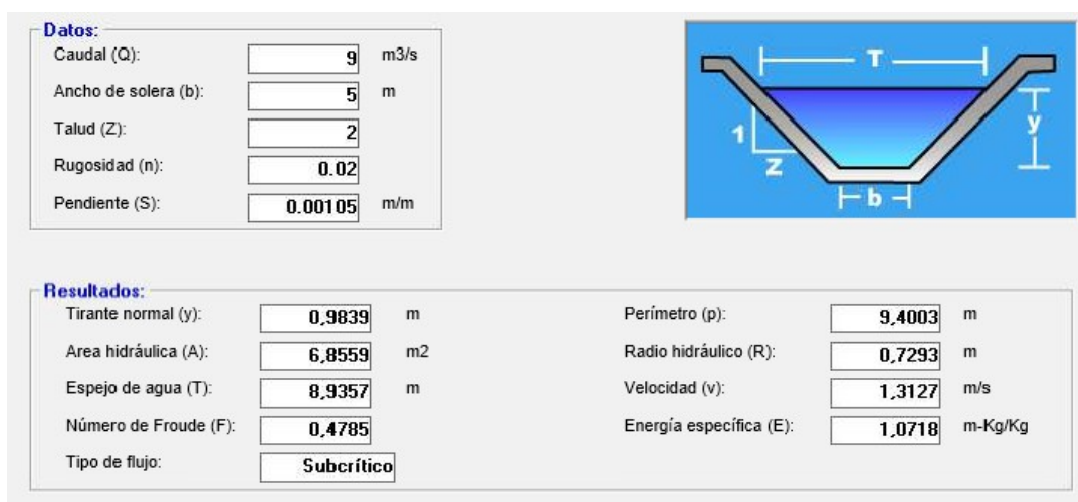 Datos:
Caudal (Q): 9 m3/s
Ancho de solera (b): 5 m
Talud (Z): 2
Rugosidad (n): 0.02
Pendiente (S): 0.00105 m/m
T
y
1
Z
b
Resultados:
Tirante normal (y): 0,9839 m Perímetro (p): 9,4003 m
Area hidráulica (A): 6,8559 m2 Radio hidráulico (R): 0,7293 m
Espejo de agua (T): 8,9357 m Velocidad (v): 1,3127 m/s
Número de Froude (F): 0,4785 Energía específica (E): 1,0718 m-Kg/Kg
Tipo de flujo: Subcrítico